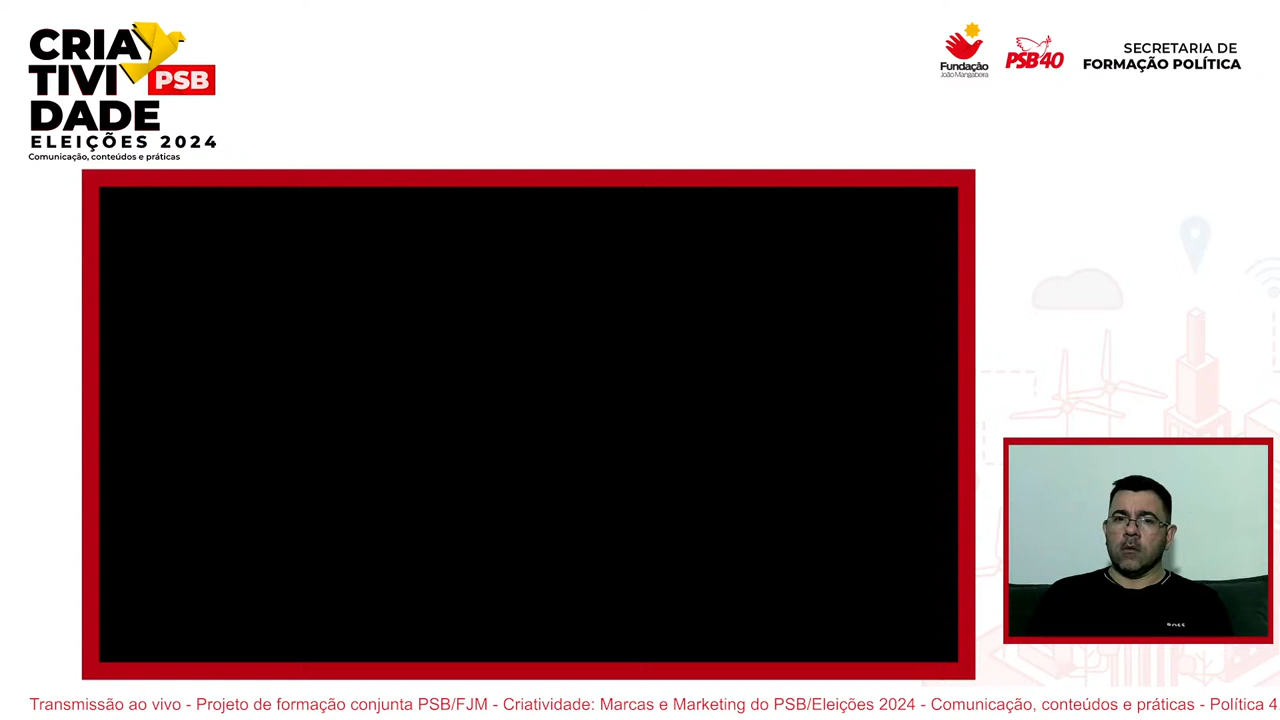 CRIA
TIVI PSB
DADE
ELEIÇÕES 2024
Comunicação, conteúdos e práticas
Fundação
João Mangabeira
PSB40
SECRETARIA DE
FORMAÇÃO POLÍTICA
BOSS
Transmissão ao vivo - Projeto de formação conjunta PSB/FJM - Criatividade: Marcas e Marketing do PSB/Eleições 2024 - Comunicação, conteúdos e práticas - Política 4